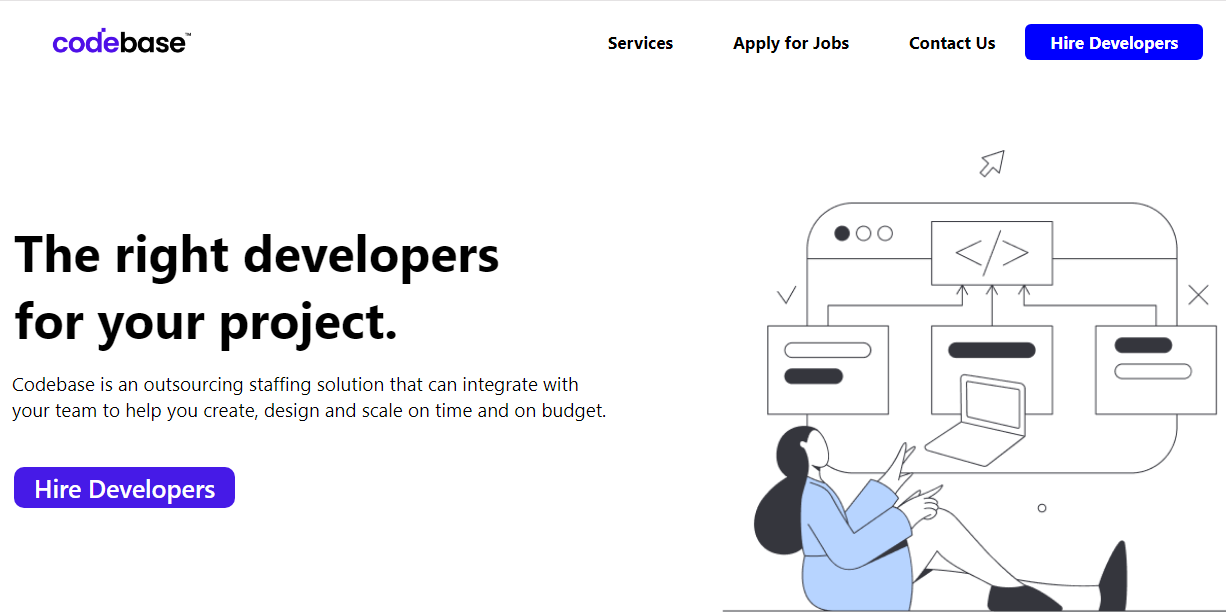 codebase™
Services
Apply for Jobs
Contact Us
Hire Developers
The right developers
for your project.
Codebase is an outsourcing staffing solution that can integrate with
your team to help you create, design and scale on time and on budget.
Hire Developers
</>